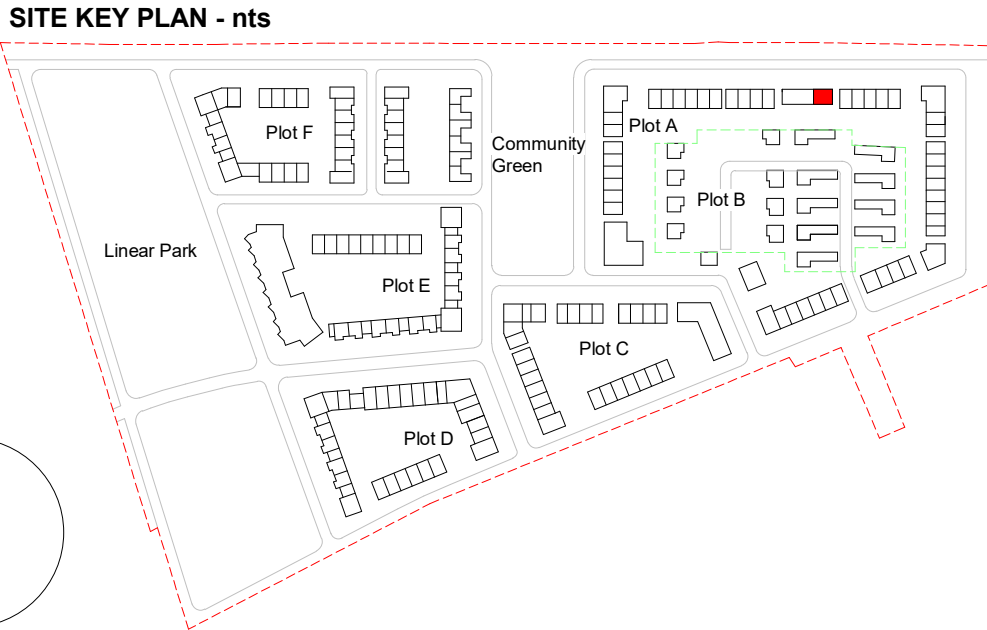 SITE KEY PLAN - nts
Plot F
Plot A
Community
Green
Plot B
Linear Park
Plot E
Plot C
Plot D